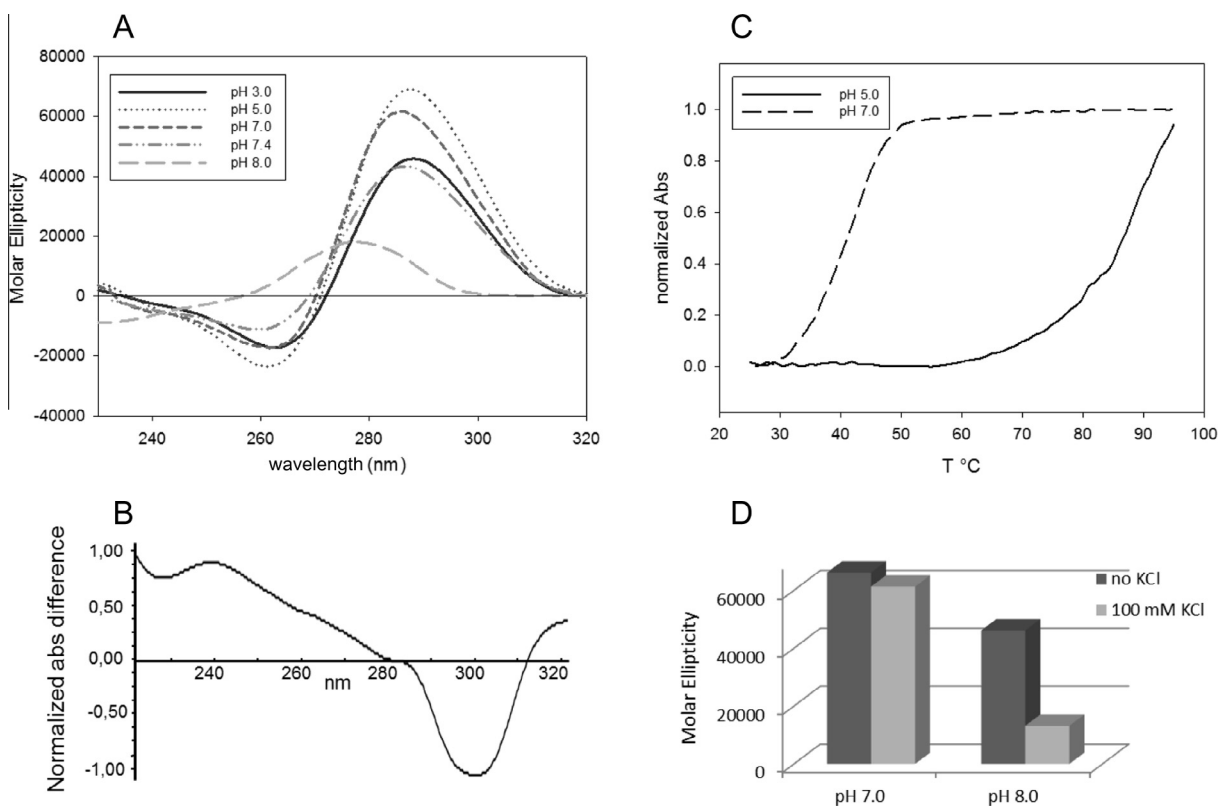 A
Molar Ellipticity
80000
60000
40000
20000
0
-20000
-40000
pH 3.0
pH 5.0
pH 7.0
pH 7.4
pH 8.0
240
260
280
300
320
wavelength (nm)
C
normalized Abs
1.0
0.8
0.6
0.4
0.2
0.0
pH 5.0
pH 7.0
20
30
40
50
60
70
80
90
100
T °C
B
Normalized abs difference
1,00
0,50
0,00
-0,50
-1,00
240
260
280
300
320
nm
D
Molar Ellipticity
60000
40000
20000
0
no KCl
100 mM KCl
pH 7.0
pH 8.0